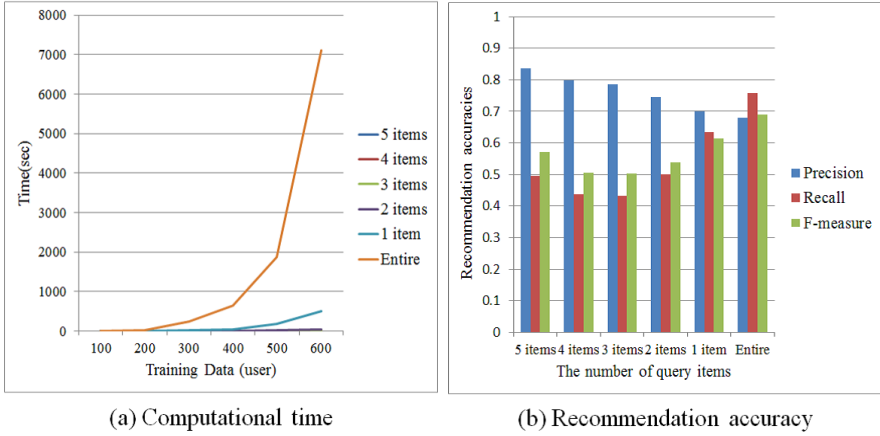 8000
7000
6000
5000
4000
3000
2000
1000
0
Time(sec)
100 200 300 400 500 600
Training Data (user)
5 items
4 items
3 items
2 items
1 item
Entire
(a) Computational time
1
0.9
0.8
0.7
0.6
0.5
0.4
0.3
0.2
0.1
0
Recommendation accuracies
5 items 4 items 3 items 2 items 1 item Entire
The number of query items
Precision
Recall
F-measure
(b) Recommendation accuracy